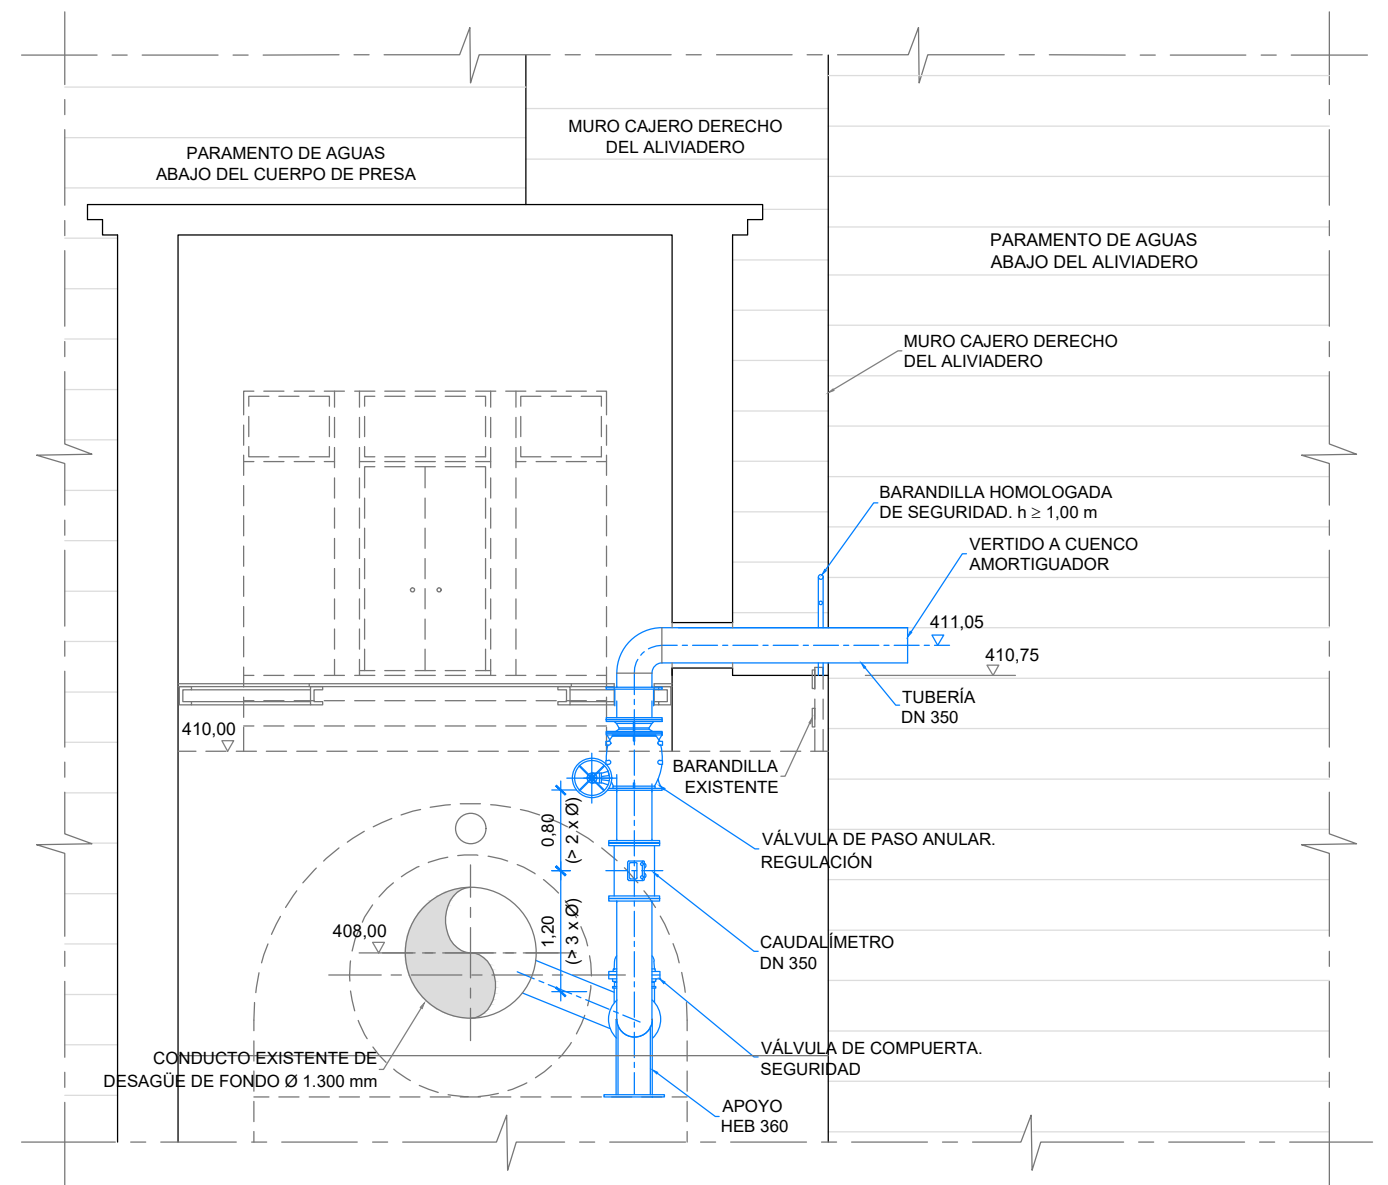 MURO CAJERO DERECHO
DEL ALIVIADERO
PARAMENTO DE AGUAS
ABAJO DEL CUERPO DE PRESA
PARAMENTO DE AGUAS
ABAJO DEL ALIVIADERO
MURO CAJERO DERECHO
DEL ALIVIADERO
BARANDILLA HOMOLOGADA
DE SEGURIDAD. h ≥ 1,00 m
VERTIDO A CUENCO
AMORTIGUADOR
411,05
410,75
TUBERÍA
DN 350
410,00
BARANDILLA
EXISTENTE
0,80
(> 2 x Ø)
VÁLVULA DE PASO ANULAR.
REGULACIÓN
408,00
1,20
(> 3 x Ø)
CAUDALÍMETRO
DN 350
CONDUCTO EXISTENTE DE
DESAGÜE DE FONDO Ø 1.300 mm
VÁLVULA DE COMPUERTA.
SEGURIDAD
APOYO
HEB 360